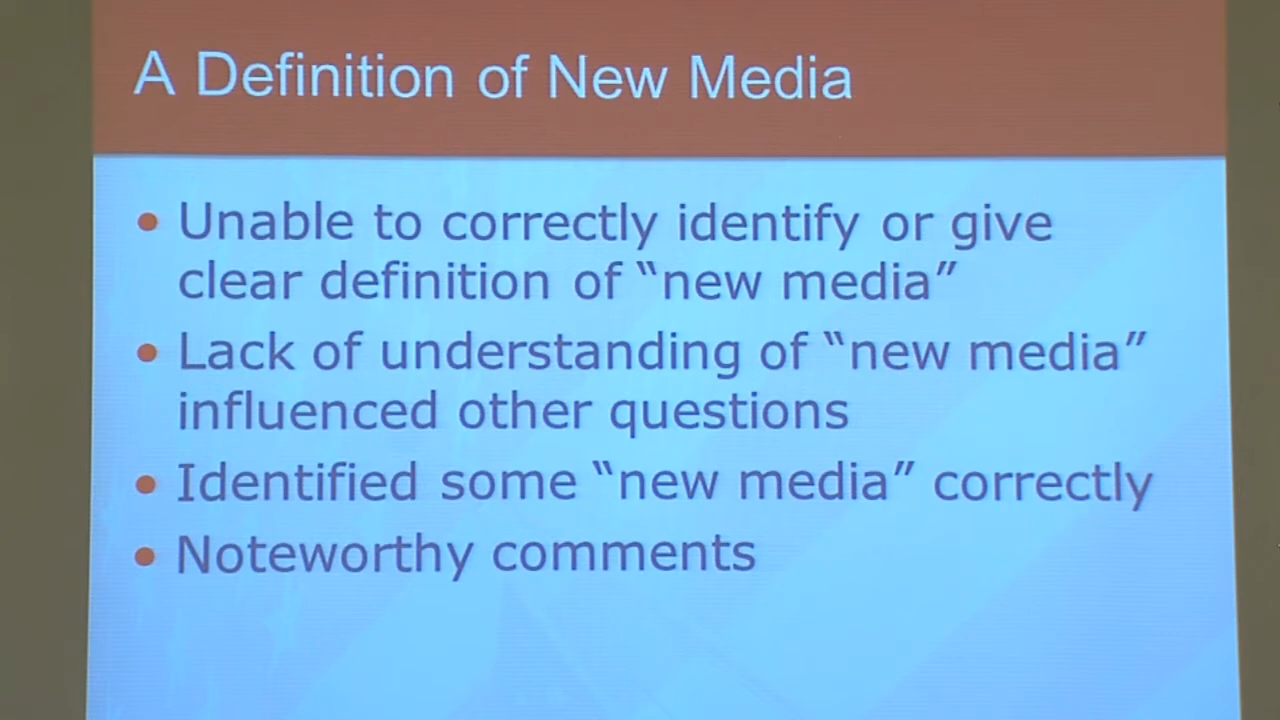 A Definition of New Media
• Unable to correctly identify or give
clear definition of “new media”
• Lack of understanding of “new media”
influenced other questions
• Identified some “new media” correctly
• Noteworthy comments